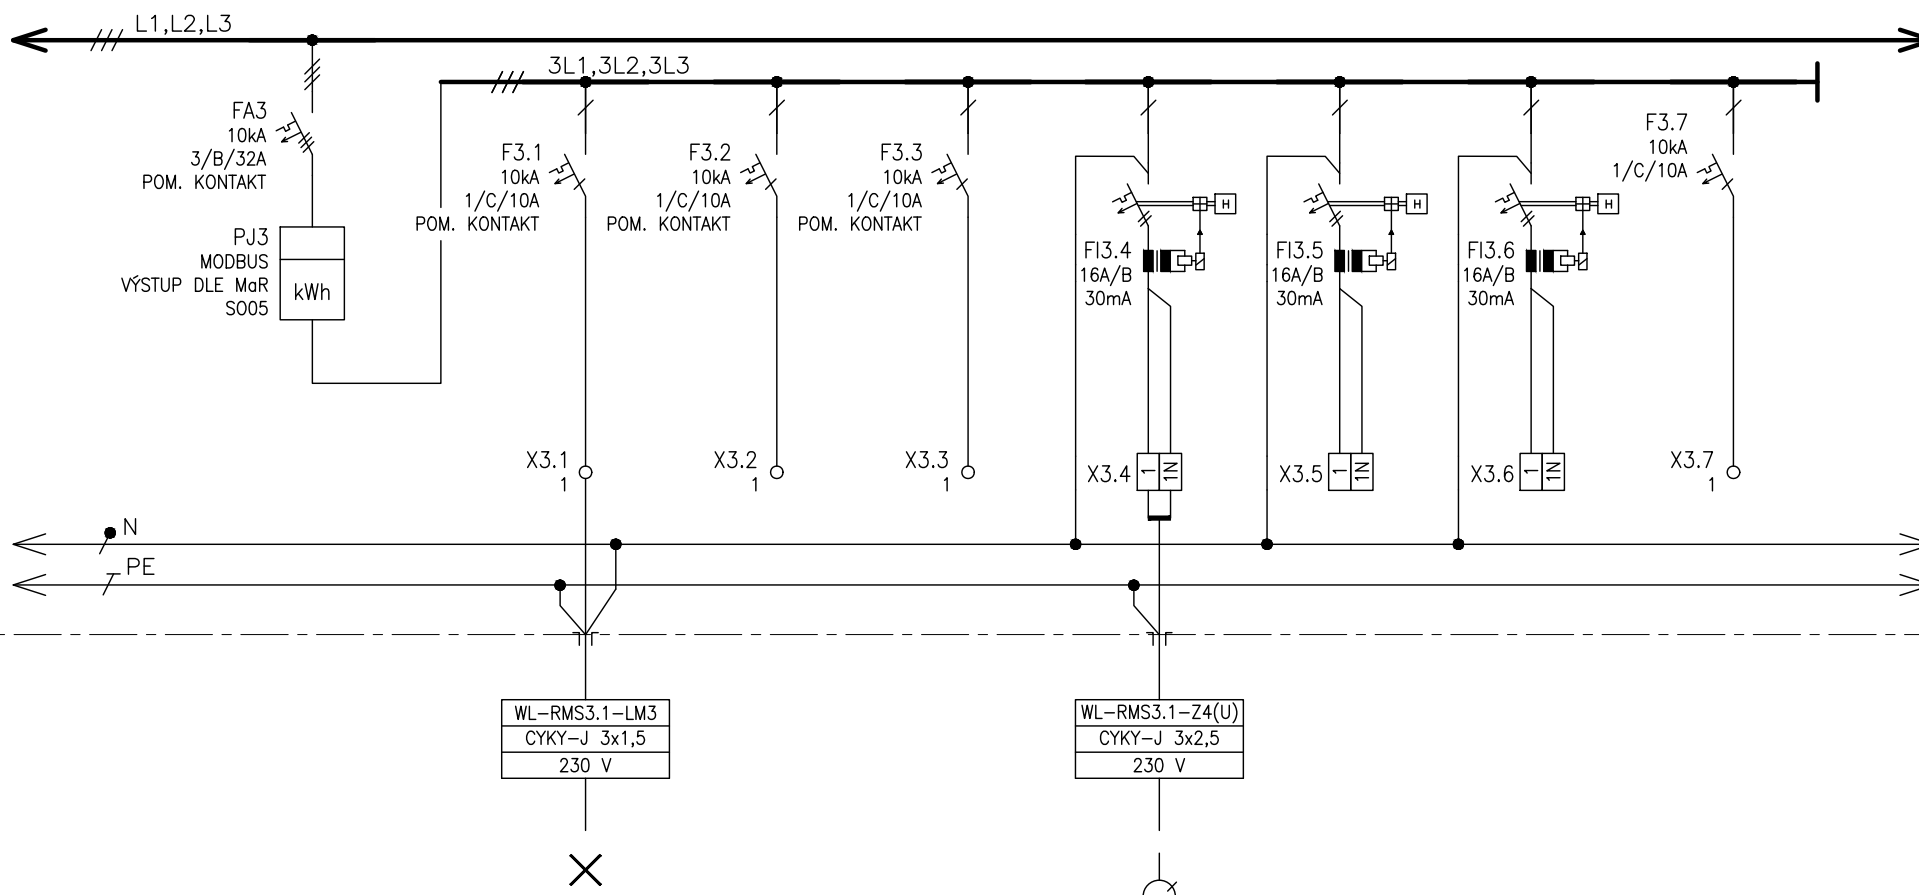 L1,L2,L3
3L1,3L2,3L3
FA3
10kA
3/B/32A
POM. KONTAKT
PJ3
MODBUS
VÝSTUP DLE MaR
SO05
kWh
F3.1
10kA
1/C/10A
POM. KONTAKT
F3.2
10kA
1/C/10A
POM. KONTAKT
F3.3
10kA
1/C/10A
POM. KONTAKT
H
FI3.4
16A/B
30mA
H
FI3.5
16A/B
30mA
H
FI3.6
16A/B
30mA
F3.7
10kA
1/C/10A
X3.1
1
X3.2
1
X3.3
1
X3.4
1
1N
X3.5
1
1N
X3.6
1
1N
X3.7
1
N
PE
WL-RMS3.1-LM3
CYKY-J 3x1,5
230 V
WL-RMS3.1-Z4(U)
CYKY-J 3x2,5
230 V